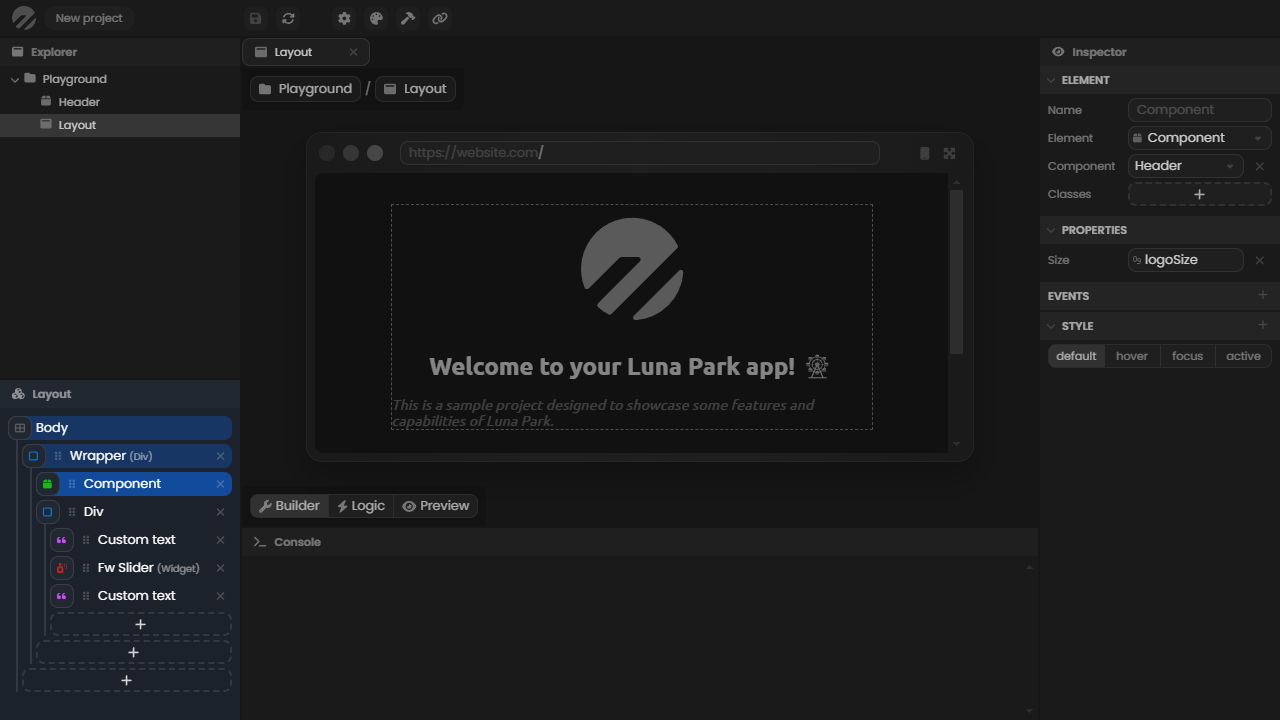 New project
Explorer
Playground
Header
Layout
Layout
Playground / Layout
https://website.com/
Welcome to your Luna Park app! 🎡
This is a sample project designed to showcase some features and
capabilities of Luna Park.
Builder
Logic
Preview
Console
Layout
Body
Wrapper (Div)
Component
Div
Custom text
Fw Slider (Widget)
Custom text
Inspector
ELEMENT
Name Component
Element Component
Component Header
Classes
PROPERTIES
Size logoSize
EVENTS
STYLE
default hover focus active